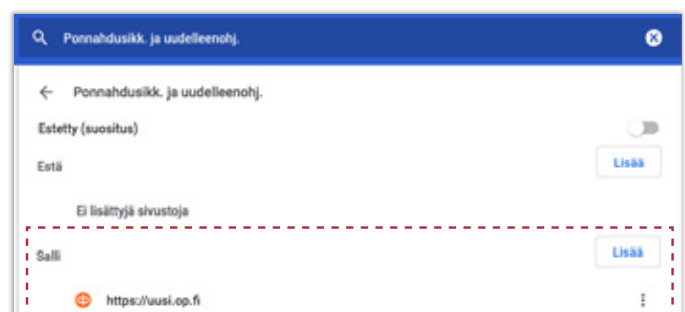 Ponnahdusikk. ja uudelleenohj.
Ponnahdusikk. ja uudelleenohj.
Estetty (suositus)
Estä Lisää
Ei lisättyjä sivustoja
Salli Lisää
https://uusi.op.fi